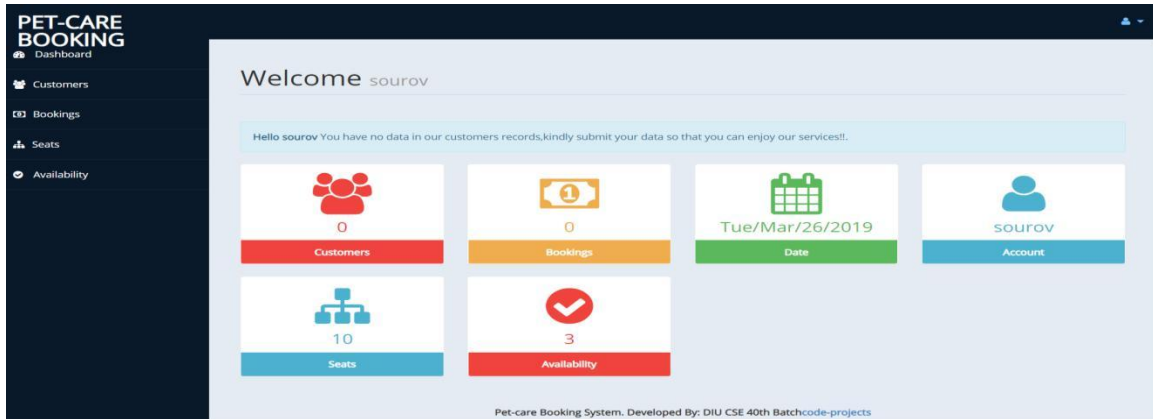 PET-CARE
BOOKING
Dashboard
Customers
Bookings
Seats
Availability
Welcome sourov
Hello sourov You have no data in our customers records,kindly submit your data so that you can enjoy our services!!.
0
Customers
1
0
Bookings
Tue/Mar/26/2019
Date
sourov
Account
10
Seats
3
Availability
Pet-care Booking System. Developed By: DIU CSE 40th Batchcode-projects